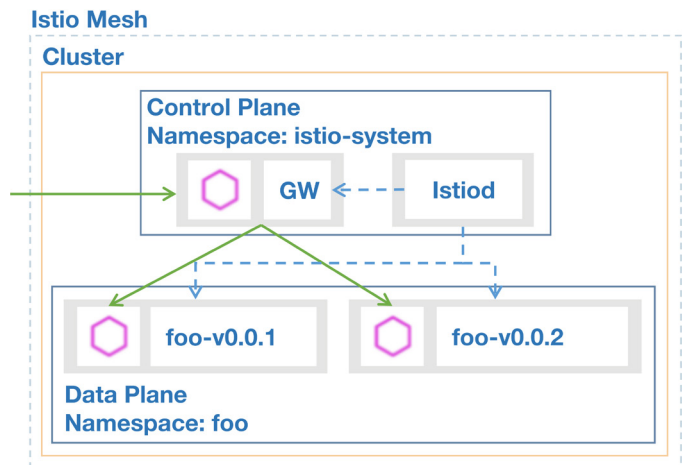 Istio Mesh
Cluster
Control Plane
Namespace: istio-system
GW
Istiod
foo-v0.0.1
foo-v0.0.2
Data Plane
Namespace: foo